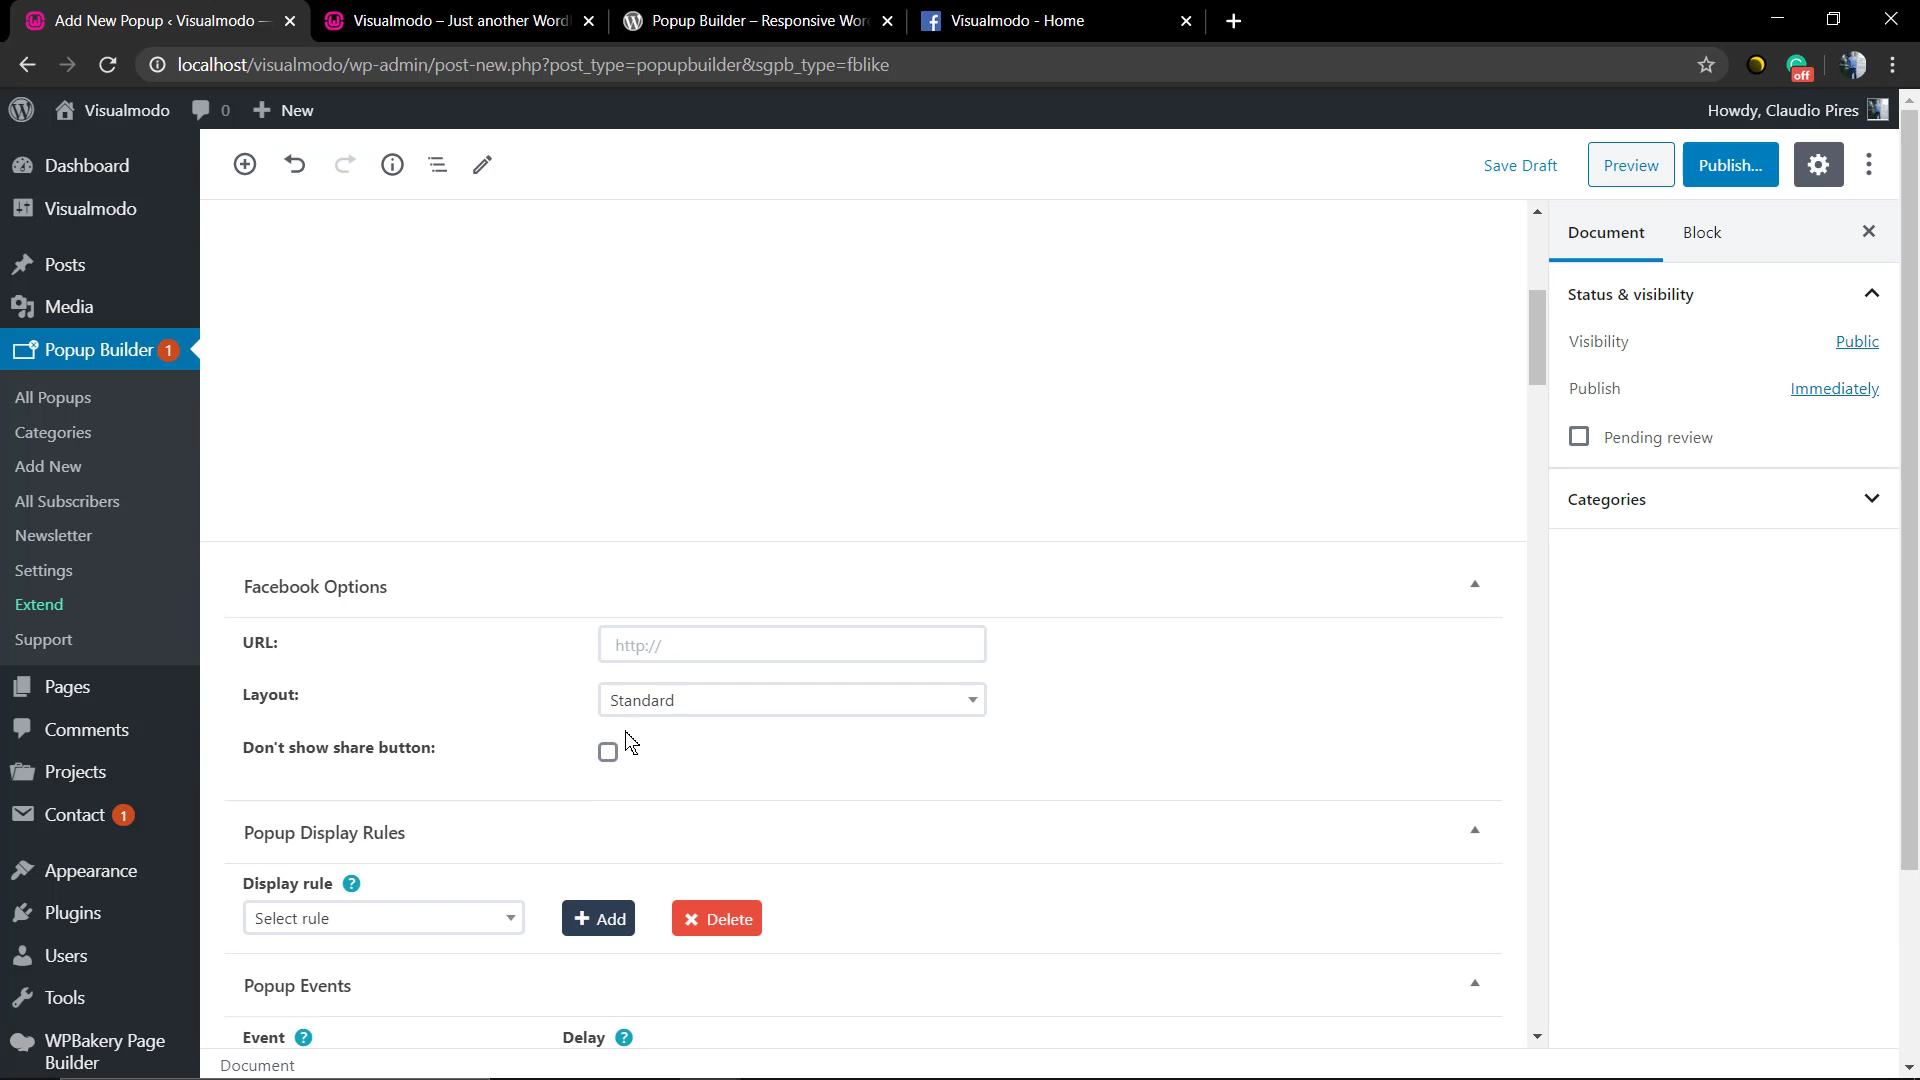 Add New Popup ‹ Visualmodo —
Visualmodo – Just another Word
Popup Builder – Responsive Wor
Visualmodo - Home
localhost/visualmodo/wp-admin/post-new.php?post_type=popupbuilder&sgpb_type=fblike
off
Visualmodo
0
New
Howdy, Claudio Pires
Dashboard
Visualmodo
Posts
Media
Popup Builder 1
All Popups
Categories
Add New
All Subscribers
Newsletter
Settings
Extend
Support
Pages
Comments
Projects
Contact 1
Appearance
Plugins
Users
Tools
WPBakery Page
Builder
Save Draft
Preview
Publish...
Document
Block
Status & visibility
Visibility
Public
Publish
Immediately
Pending review
Categories
Facebook Options
URL:
http://
Layout:
Standard
Don't show share button:
Popup Display Rules
Display rule ?
Select rule
Add
Delete
Popup Events
Event ?
Delay ?
Document